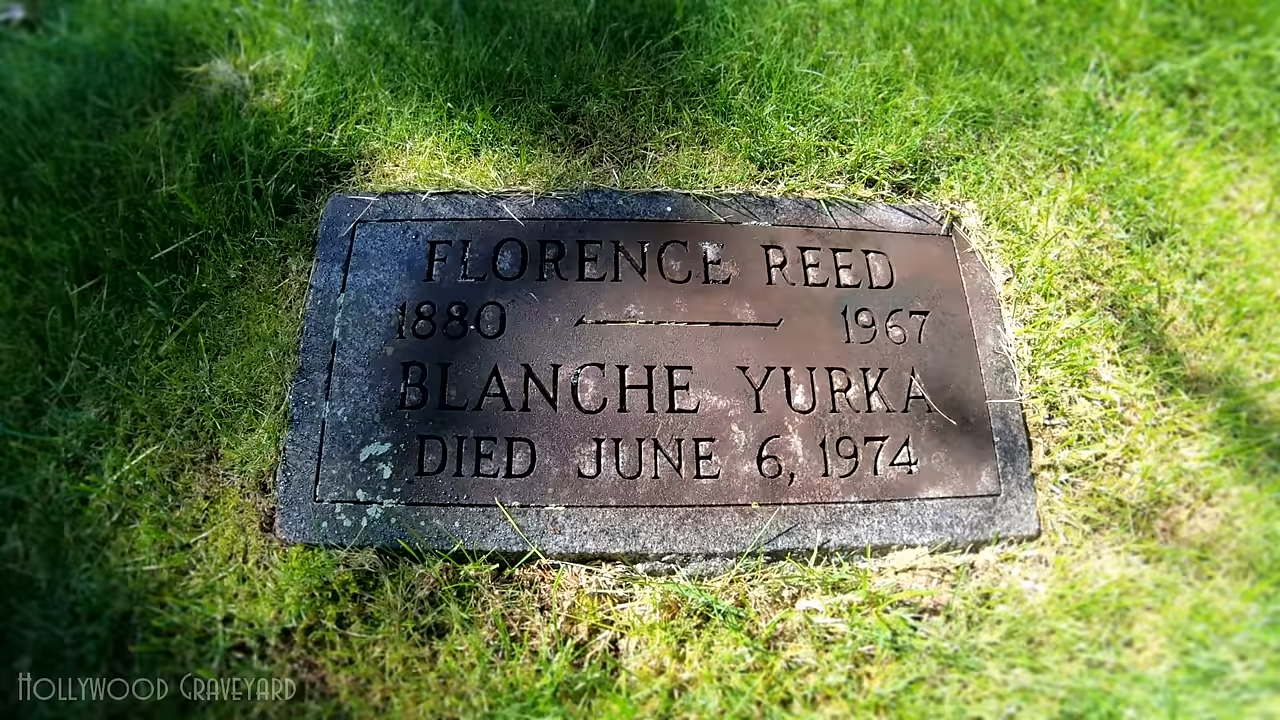 FLORENCE REED
1880 — 1967
BLANCHE YURKA
DIED JUNE 6, 1974
HOLLYWOOD GRAVEYARD